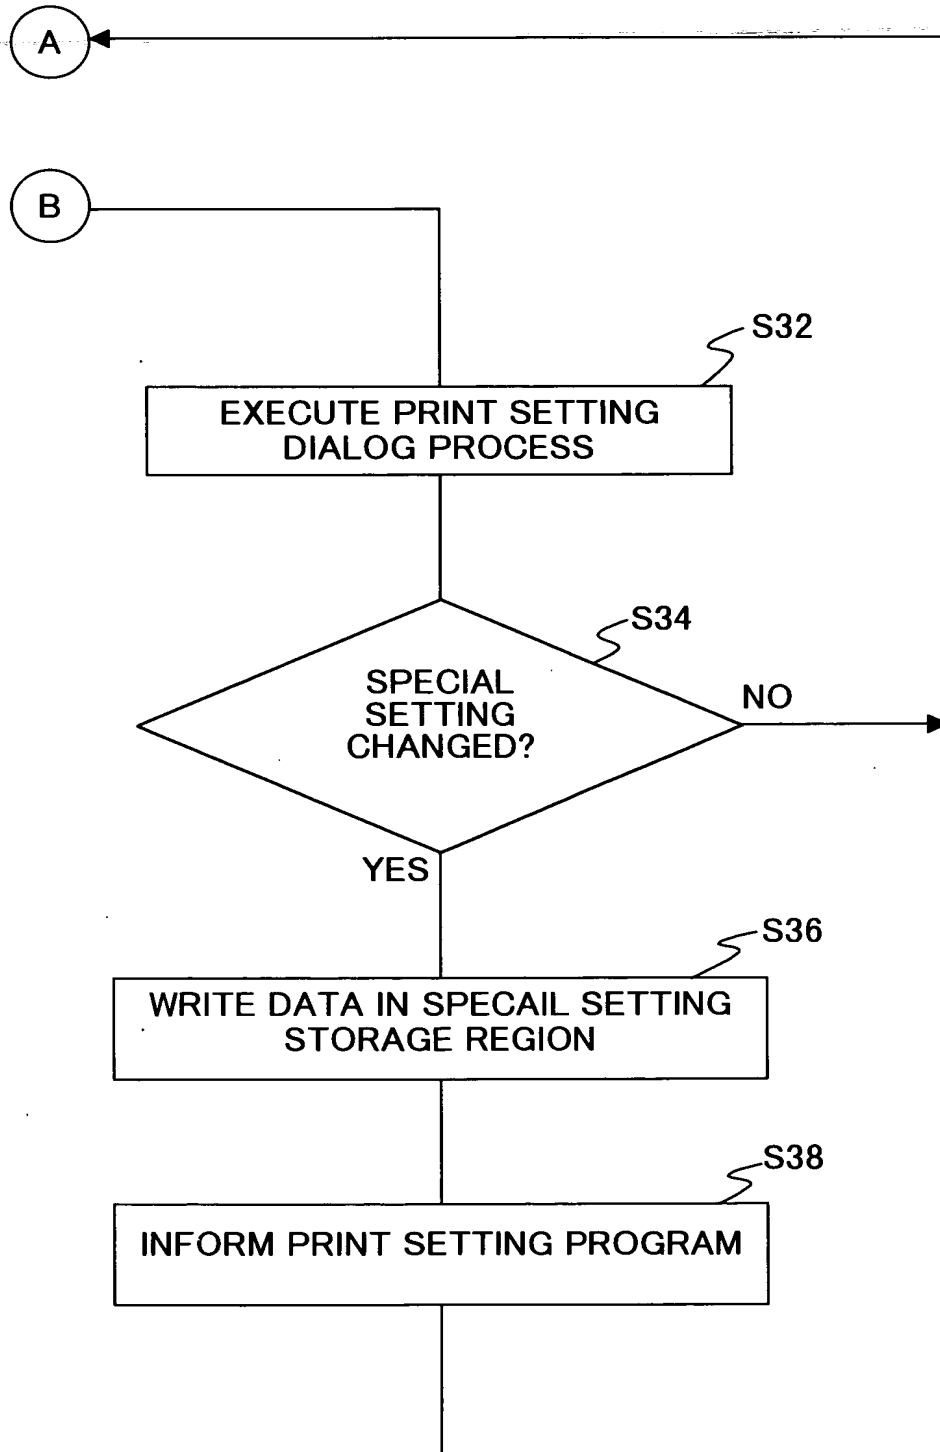 A
B
S32
EXECUTE PRINT SETTING
DIALOG PROCESS
S34
SPECIAL
SETTING
CHANGED?
NO
YES
S36
WRITE DATA IN SPECAIL SETTING
STORAGE REGION
S38
INFORM PRINT SETTING PROGRAM